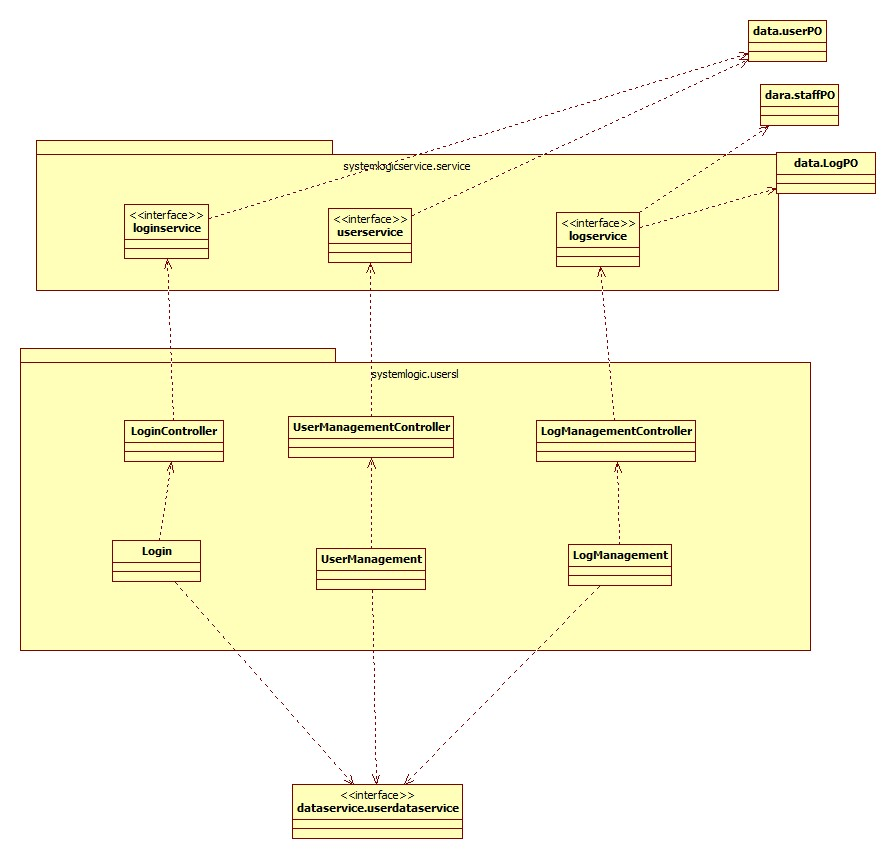 data.userPO
dara.staffPO
data.LogPO
systemlogicservice.service
<<interface>>
loginservice
<<interface>>
userservice
<<interface>>
logservice
systemlogic.usersl
LoginController
UserManagementController
LogManagementController
Login
UserManagement
LogManagement
<<interface>>
dataservice.userdataservice